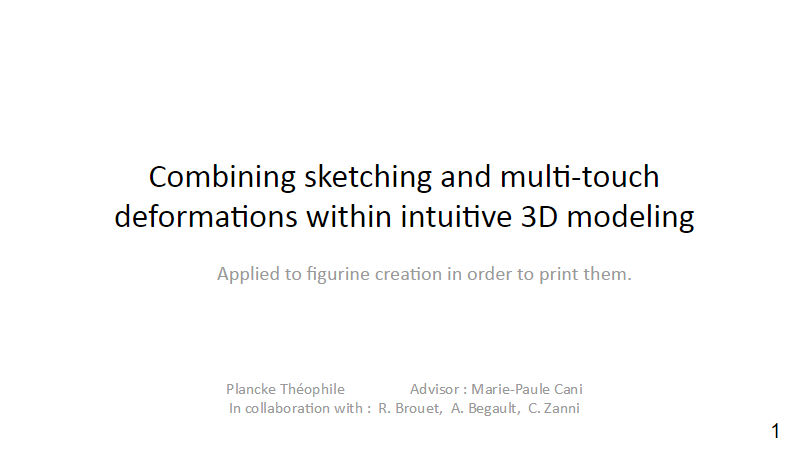 Combining sketching and multi-touch
deformations within intuitive 3D modeling
Applied to figurine creation in order to print them.
Plancke Théophile Advisor : Marie-Paule Cani
In collaboration with : R. Brouet, A. Begault, C. Zanni
1